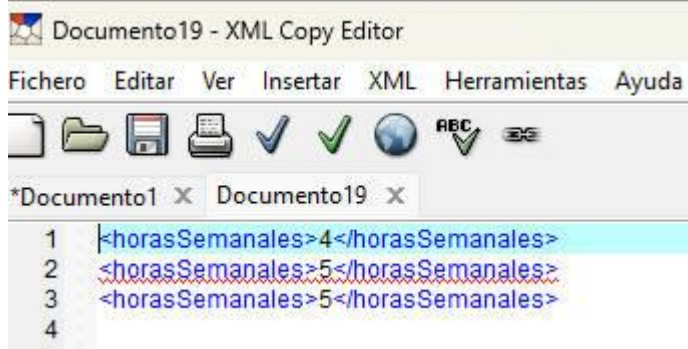 Documento19 - XML Copy Editor
Fichero Editar Ver Insertar XML Herramientas Ayuda
ABC
*Documento1 X Documento19 X
1 <horasSemanales>4</horasSemanales>
2 <horasSemanales>5</horasSemanales>
3 <horasSemanales>5</horasSemanales>
4